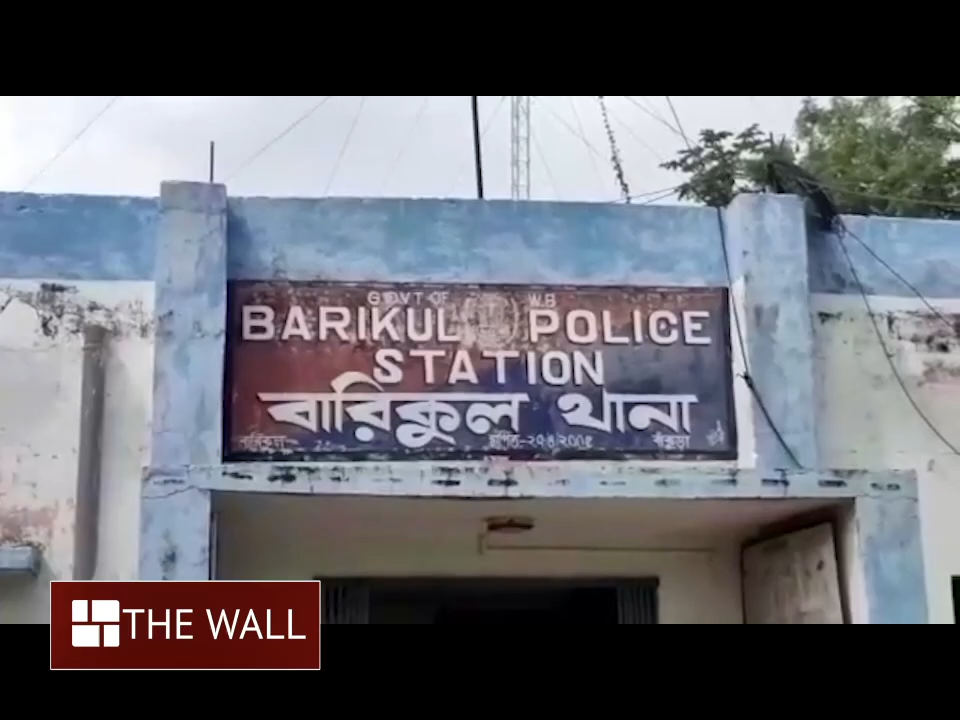 GOVT OF W.B
BARIKUL POLICE
STATION
বারিকুল থানা
বারিকুল স্থাপিত- বাঁকুড়া
THE WALL